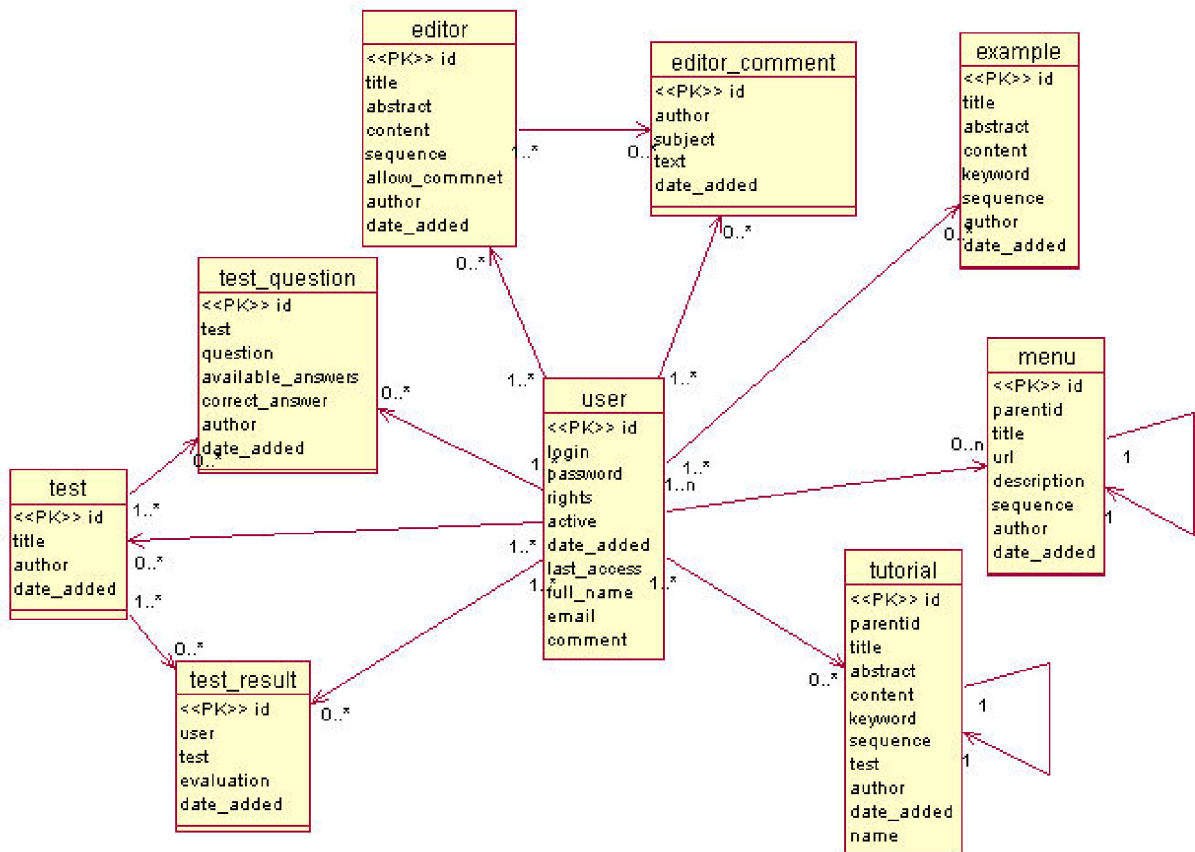 editor
<<PK>> id
title
abstract
content
sequence
allow_commnet
author
date_added
editor_comment
<<PK>> id
author
subject
text
date_added
example
<<PK>> id
title
abstract
content
keyword
sequence
author
date_added
1..*
0..*
0..*
0..*
0..*
test_question
<<PK>> id
test
question
available_answers
correct_answer
author
date_added
0..*
0..*
1..*
1..*
user
<<PK>> id
login
password
rights
active
date_added
last_access
full_name
email
comment
1..*
1..*
1..n
1..*
1..*
1..*
menu
<<PK>> id
parentid
title
url
description
sequence
author
date_added
0..n
1
1
test
<<PK>> id
title
author
date_added
1..*
0..*
1..*
0..*
test_result
<<PK>> id
user
test
evaluation
date_added
0..*
tutorial
<<PK>> id
parentid
title
abstract
content
keyword
sequence
test
author
date_added
name
0..*
1
1